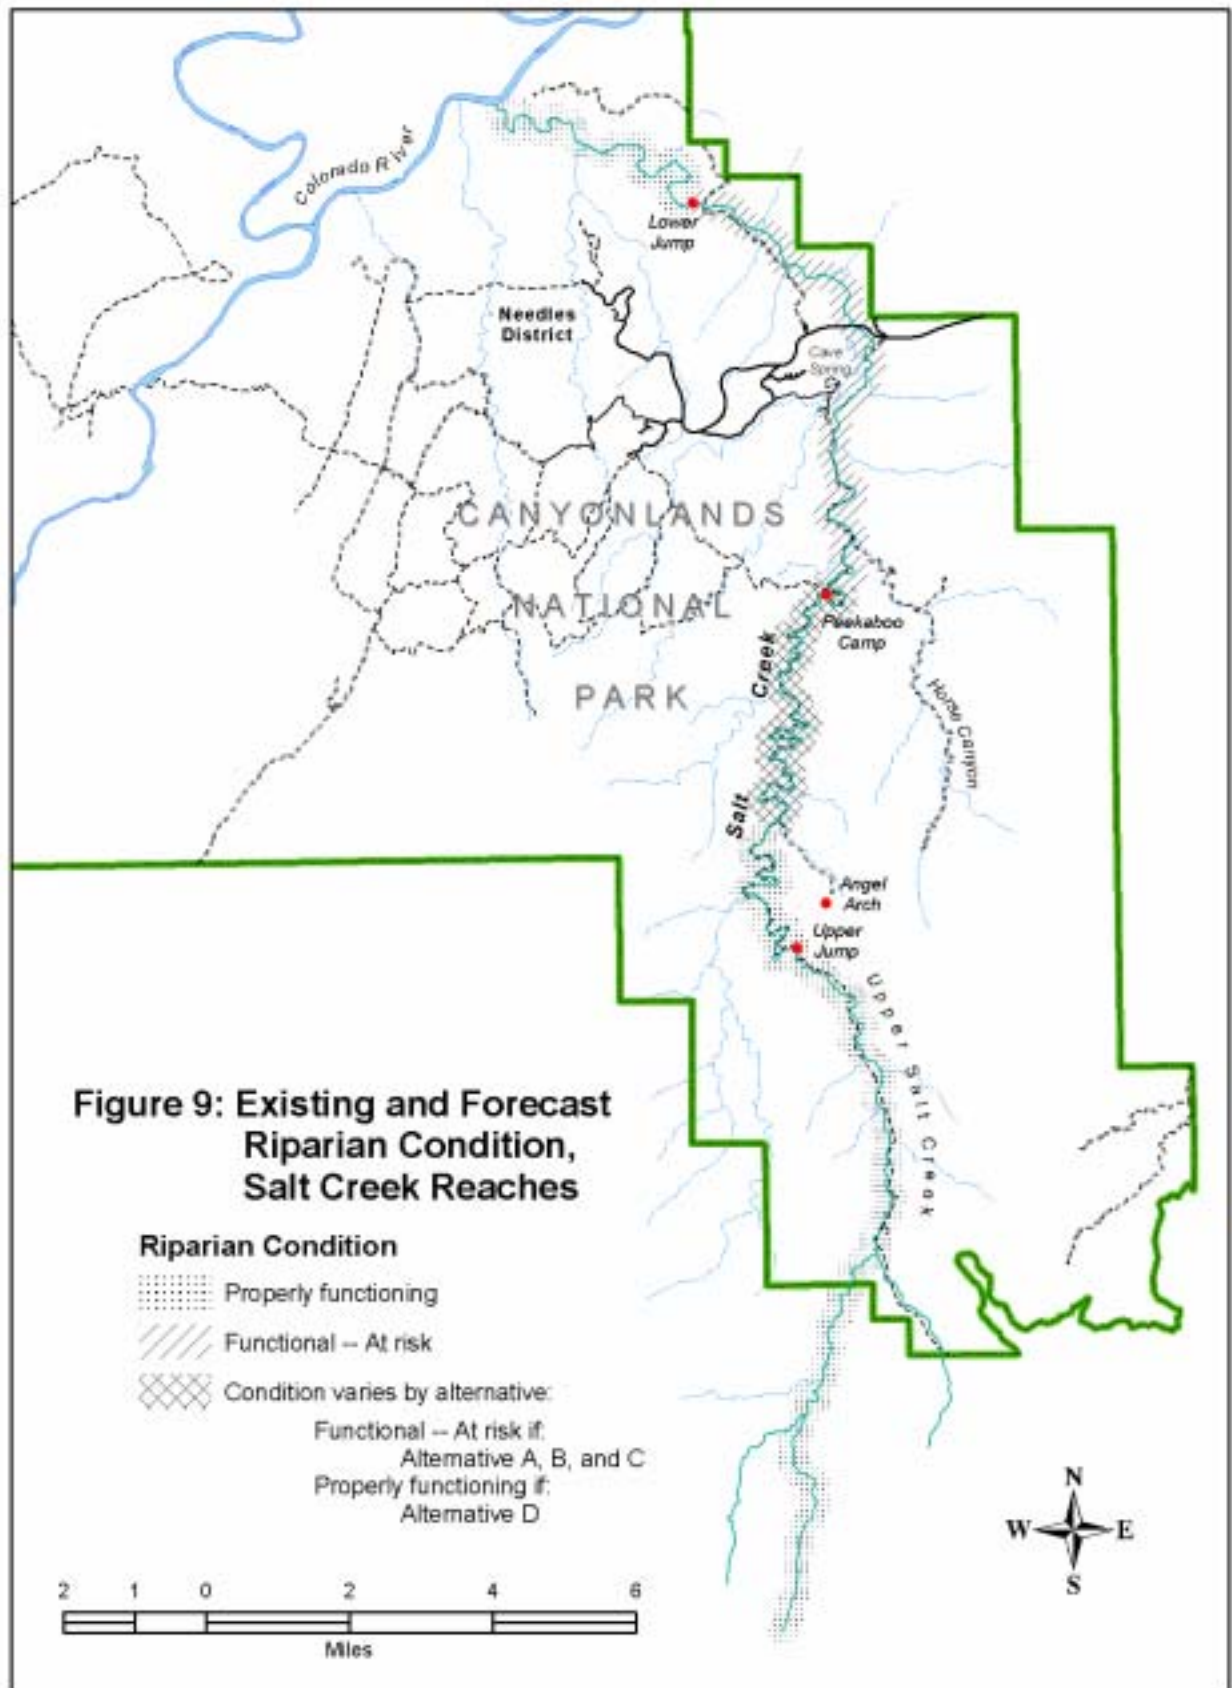 Colorado River
Lower
Jump
Needles
District
Cave
Spring
CANYONLANDS
NATIONAL
PARK
Peekaboo
Camp
Salt Creek
Horse Canyon
Angel
Arch
Upper
Jump
Upper Salt Creek
Figure 9: Existing and Forecast
Riparian Condition,
Salt Creek Reaches
Riparian Condition
Properly functioning
Functional -- At risk
Condition varies by alternative:
Functional -- At risk if:
Alternative A, B, and C
Properly functioning if:
Alternative D
N
W E
S
2 1 0 2 4 6
Miles